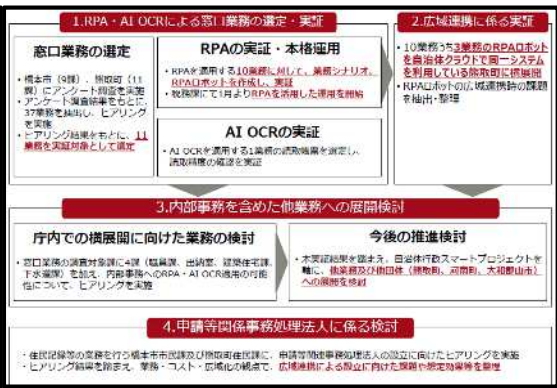 1.RPA・AI OCRによる窓口業務の選定・実証
窓口業務の選定
・橋本市（9課）、熊取町（11
課）にアンケート調査を実施
・アンケート調査結果をもとに、
37業務を抽出し、ヒアリング
を実施
・ヒアリング結果をもとに、11
業務を実証対象として選定
RPAの実証・本格運用
・RPAを適用する10業務に対して、業務シナリオ、
RPAロボットを作成し、実証
・税務課にて1月よりRPAを活用した運用を開始
AI OCRの実証
・AI OCRを適用する1業務の読取帳票を選定し、
読取精度の確認を実証
2.広域連携に係る実証
・10業務うち3業務のRPAロボット
を自治体クラウドで同一システム
を利用している熊取町に横展開
・RPAロボットの広域連携時の課題
を抽出・整理
3.内部事務を含めた他業務への展開検討
庁内での横展開に向けた業務の検討
・窓口業務の調査対象課に4課（職員課、出納室、建築住宅課、
下水道課）を加え、内部事務へのRPA・AI OCR適用の可能
性について、ヒアリングを実施
今後の推進検討
・本実証結果を踏まえ、自治体行政スマートプロジェクトを
軸に、他業務及び他団体（熊取町、河南町、大和郡山市）
への展開を検討
4.申請等関係事務処理法人に係る検討
・住民記録等の業務を行う橋本市市民課及び熊取町住民課に、申請等関連事務処理法人の設立に向けたヒアリングを実施
・ヒアリング結果を踏まえ、業務・コスト・広域化の観点で、広域連携による設立に向けた課題や想定効果等を整理